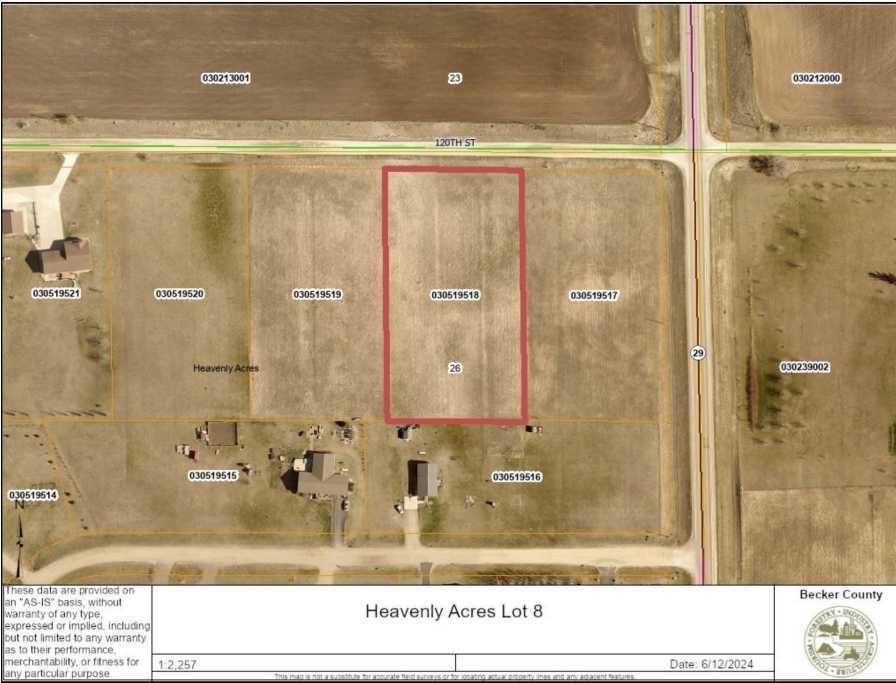 030213001
23
030212000
120TH ST
030519521
030519520
030519519
030519518
030519517
29
Heavenly Acres
26
030239002
030519515
030519516
030519514
N
These data are provided on
an "AS-IS" basis, without
warranty of any type,
expressed or implied, including
but not limited to any warranty
as to their performance,
merchantability, or fitness for
any particular purpose.
Heavenly Acres Lot 8
1:2,257
Date: 6/12/2024
This map is not a substitute for accurate field surveys or for locating actual property lines and any adjacent features.
Becker County
FORESTRY • INDUSTRY • AGRICULTURE • TOURISM